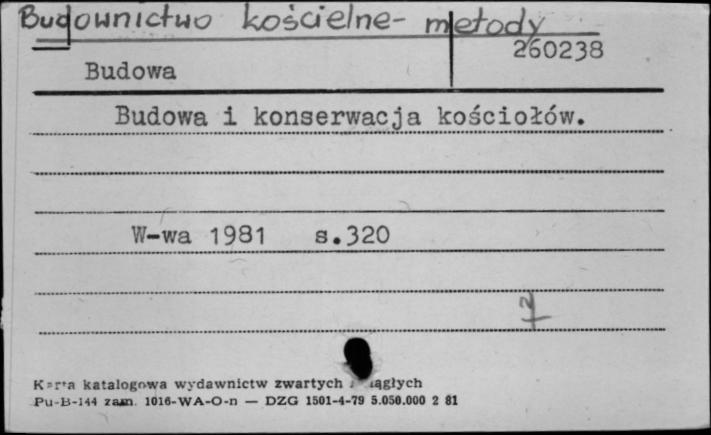 Budownictwo kościelne- metody
260238
Budowa
Budowa i konserwacja kościołów.
W-wa 1981 s.320
Karta katalogowa wydawnictw zwartych i ciągłych
Pu-B-144 zam. 1016-WA-O-n — DZG 1501-4-79 5.050.000 2 81